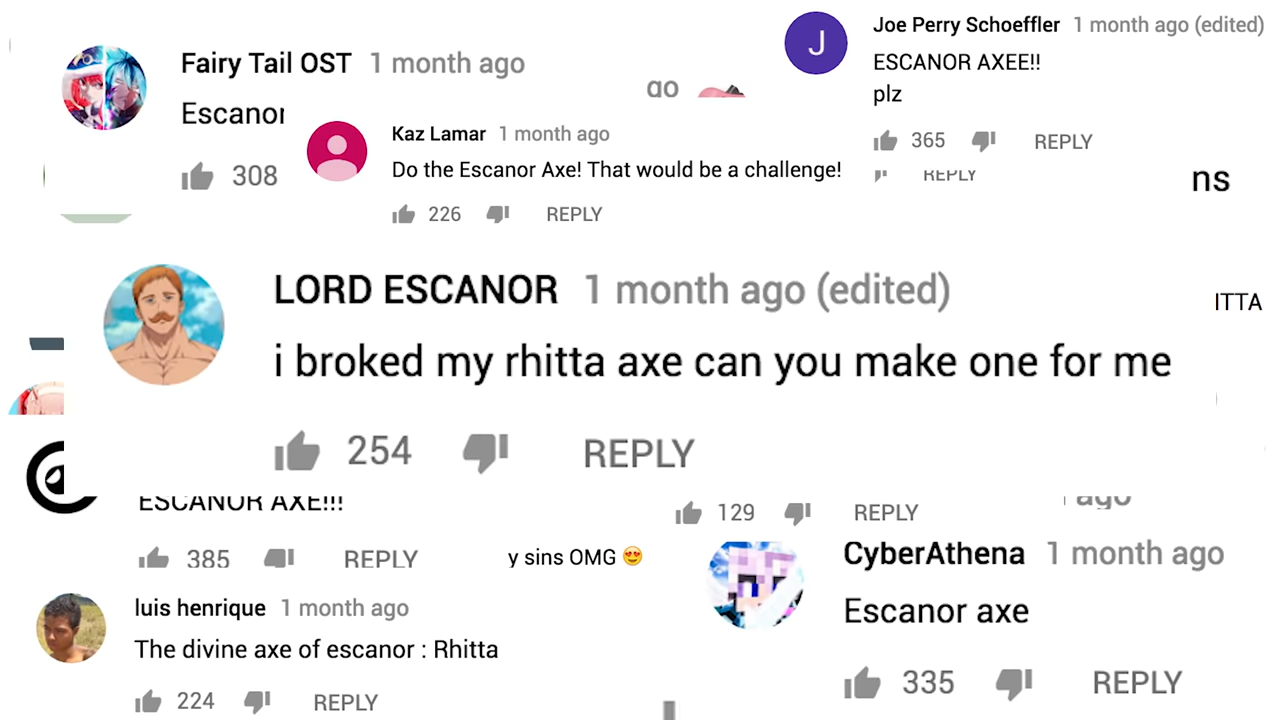 Fairy Tail OST 1 month ago
Escanor
308
go
Joe Perry Schoeffler 1 month ago (edited)
ESCANOR AXEE!!
plz
365 REPLY
REPLY
Kaz Lamar 1 month ago
Do the Escanor Axe! That would be a challenge!
226 REPLY
ns
LORD ESCANOR 1 month ago (edited)
i broked my rhitta axe can you make one for me
254 REPLY
ITTA
ESCANOR AXE!!!
385 REPLY
y sins OMG 😍
129 REPLY
ago
luis henrique 1 month ago
The divine axe of escanor : Rhitta
224 REPLY
CyberAthena 1 month ago
Escanor axe
335 REPLY